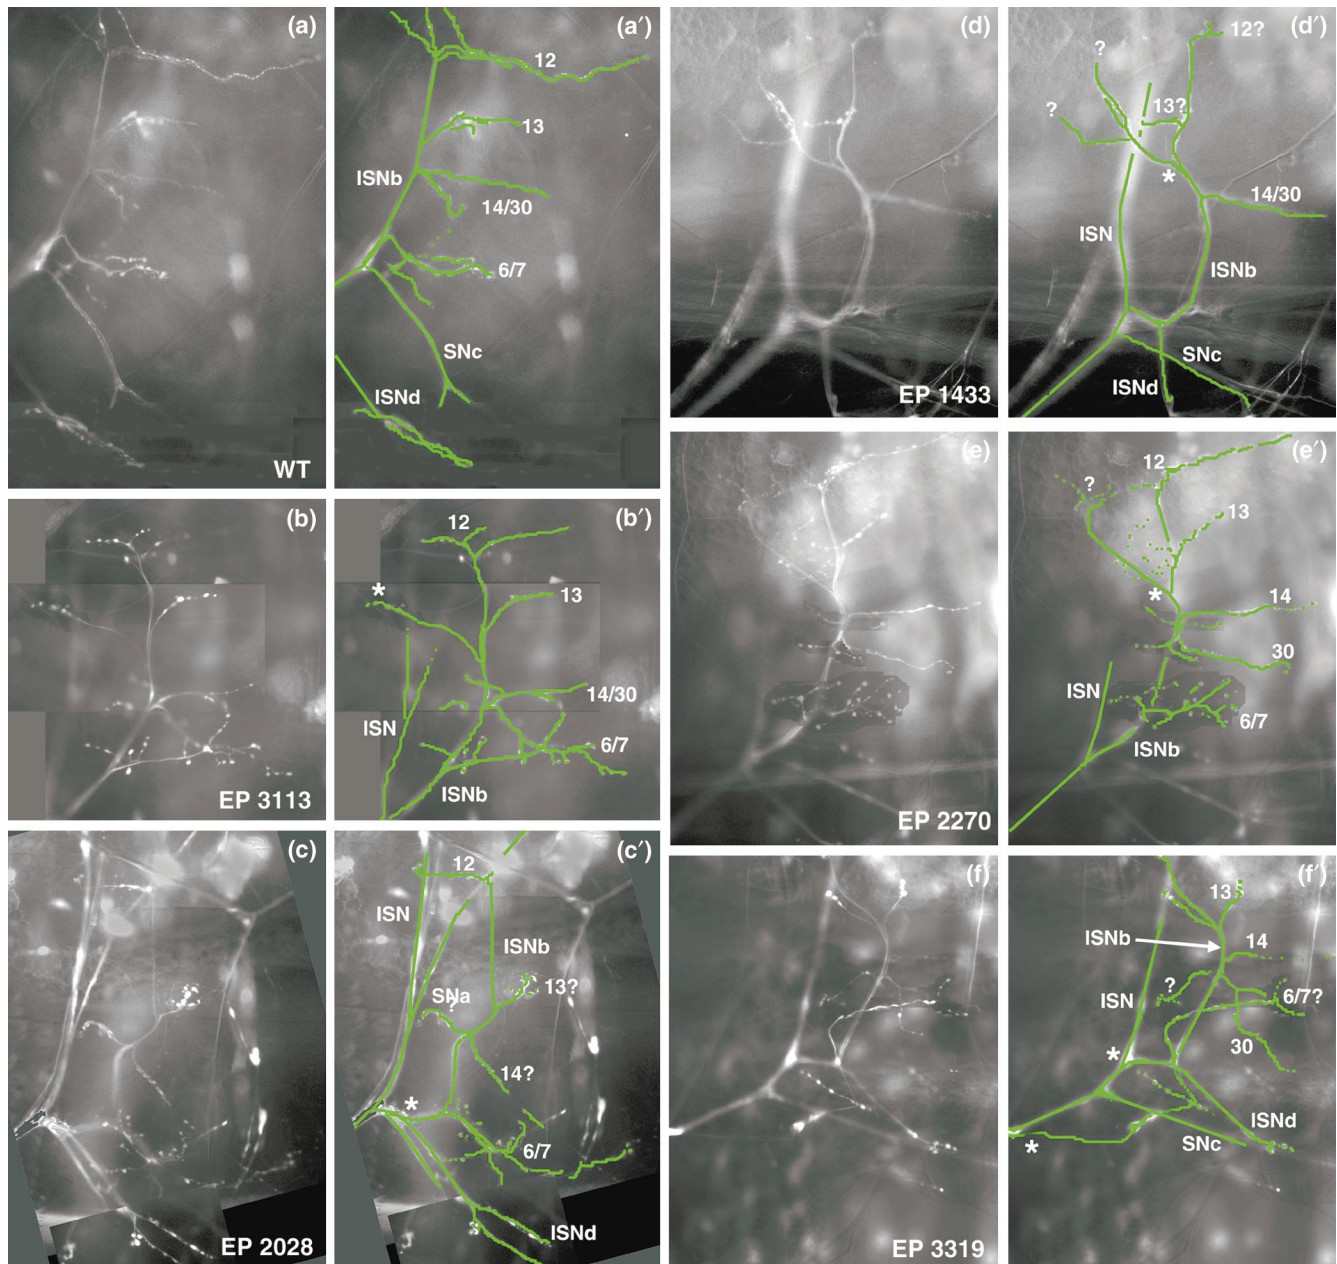 (a)
WT
(a′)
12
13
ISNb
14/30
6/7
SNc
ISNd
(b)
EP 3113
(b′)
12
*
13
14/30
ISN
6/7
ISNb
(c)
EP 2028
(c′)
12
ISN
ISNb
13?
SNa
?
14?
*
6/7
ISNd
(d)
EP 1433
(d′)
12?
?
13?
?
*
14/30
ISN
ISNb
SNc
ISNd
(e)
EP 2270
(e′)
12
?
13
*
14
30
ISN
6/7
ISNb
(f)
EP 3319
(f′)
13
ISNb
14
?
ISN
6/7?
30
*
ISNd
SNc
*